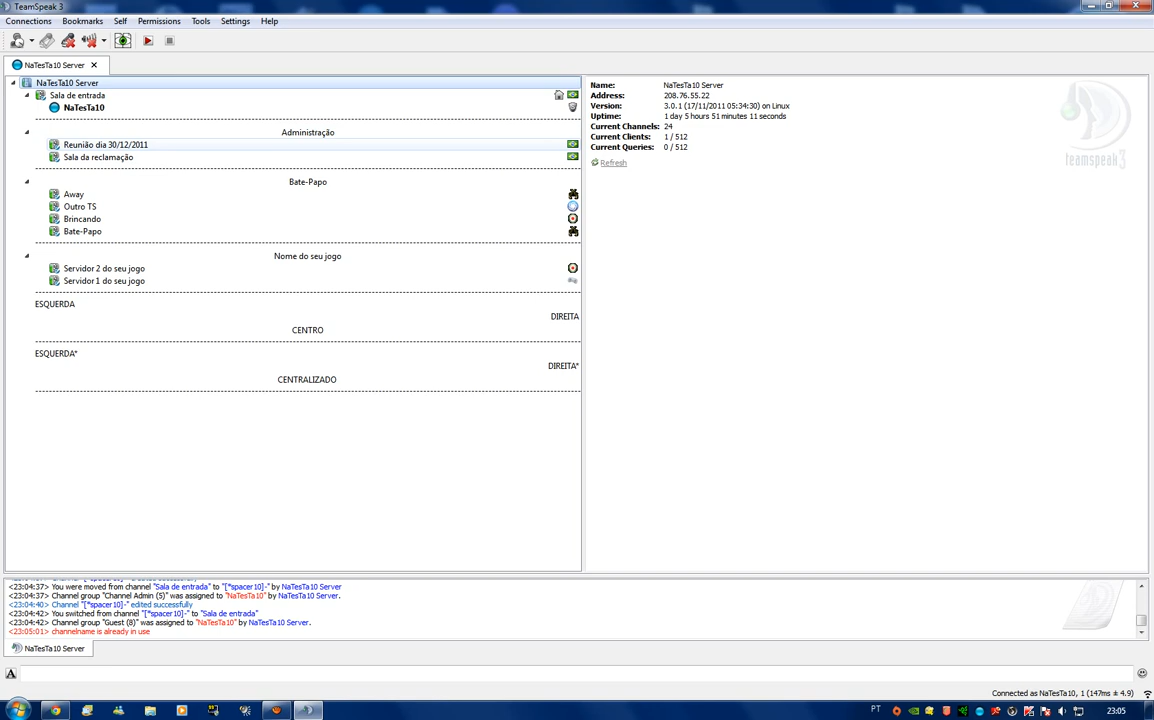 TeamSpeak 3
Connections Bookmarks Self Permissions Tools Settings Help
NaTesTa10 Server
NaTesTa10 Server
Sala de entrada
NaTesTa10
Administração
Reunião dia 30/12/2011
Sala da reclamação
Bate-Papo
Away
Outro TS
Brincando
Bate-Papo
Nome do seu jogo
Servidor 2 do seu jogo
Servidor 1 do seu jogo
ESQUERDA
DIREITA
CENTRO
ESQUERDA*
DIREITA*
CENTRALIZADO
Name: NaTesTa10 Server
Address: 208.76.55.22
Version: 3.0.1 (17/11/2011 05:34:30) on Linux
Uptime: 1 day 5 hours 51 minutes 11 seconds
Current Channels: 24
Current Clients: 1 / 512
Current Queries: 0 / 512
Refresh
teamspeak3
<23:04:37> You were moved from channel "Sala de entrada" to "[*spacer10]-" by NaTesTa10 Server
<23:04:37> Channel group "Channel Admin (5)" was assigned to "NaTesTa10" by NaTesTa10 Server.
<23:04:40> Channel "[*spacer10]-" edited successfully
<23:04:42> You switched from channel "[*spacer10]-" to "Sala de entrada"
<23:04:42> Channel group "Guest (8)" was assigned to "NaTesTa10" by NaTesTa10 Server.
<23:05:01> channelname is already in use
NaTesTa10 Server
A
Connected as NaTesTa10, 1 (147ms ± 4.9)
PT
23:05